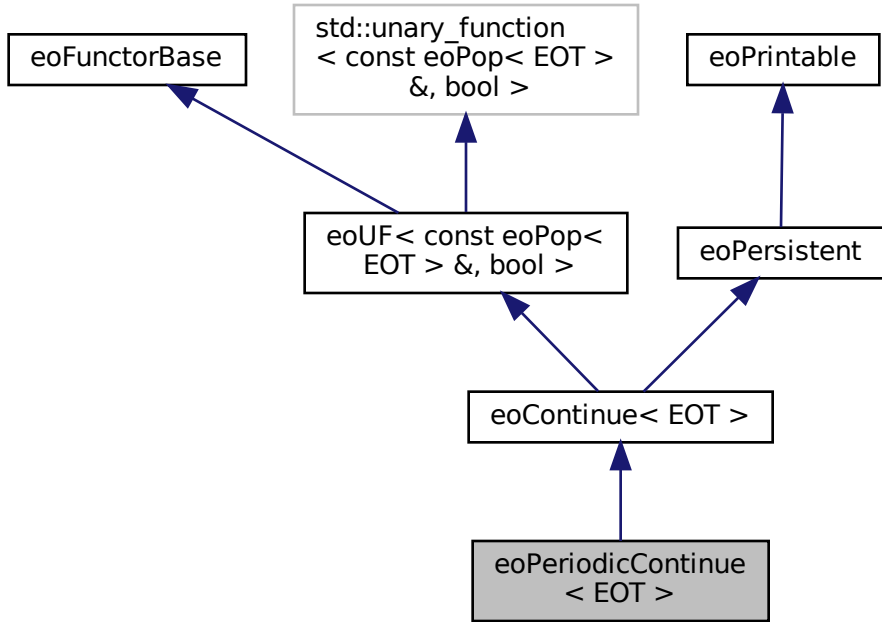 std::unary_function
< const eoPop< EOT >
&, bool >
eoFunctorBase
eoPrintable
eoUF< const eoPop<
EOT > &, bool >
eoPersistent
eoContinue< EOT >
eoPeriodicContinue
< EOT >